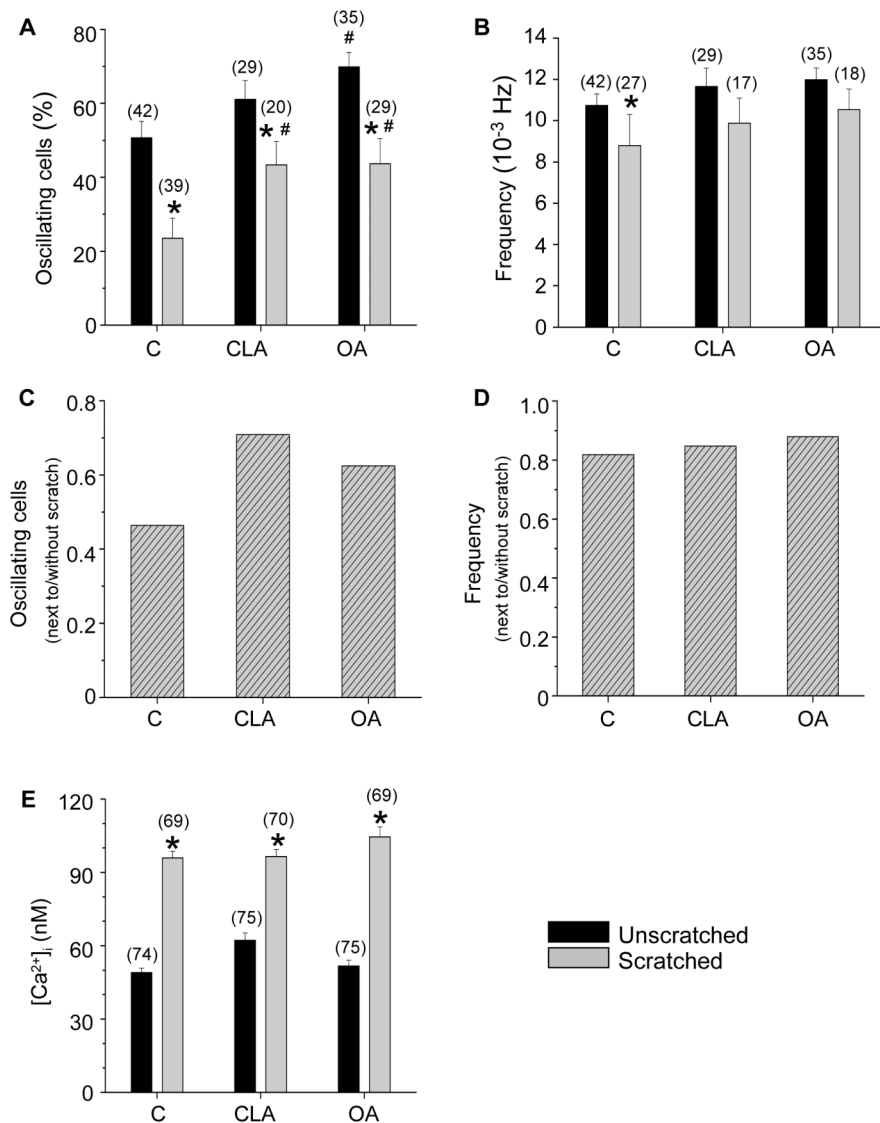 A
Oscillating cells (%)
80
60
40
20
0
(42)
(39)
*
(29)
(20)
* #
(35)
#
(29)
* #
C CLA OA
B
Frequency (10⁻³ Hz)
14
12
10
8
6
4
2
0
(42) (27)
*
(29)
(17)
(35)
(18)
C CLA OA
C
Oscillating cells
(next to/without scratch)
0.8
0.6
0.4
0.2
0
C CLA OA
D
Frequency
(next to/without scratch)
1.0
0.8
0.6
0.4
0.2
0
C CLA OA
E
[Ca²⁺]ᵢ (nM)
120
90
60
30
0
(74)
(69)
*
(75)
(70)
*
(75)
(69)
*
C CLA OA
Unscratched
Scratched